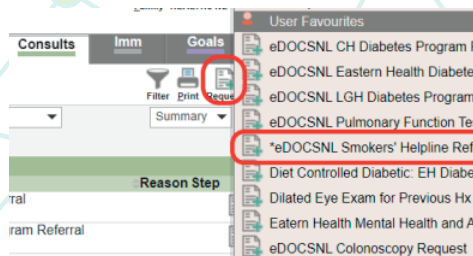 User Favourites
Consults Imm Goals
eDOCSNL CH Diabetes Program
eDOCSNL Eastern Health Diabete
Filter Print Reque
eDOCSNL LGH Diabetes Program
Summary
eDOCSNL Pulmonary Function Te
*eDOCSNL Smokers' Helpline Ref
Diet Controlled Diabetic: EH Diabe
Reason Step
Dilated Eye Exam for Previous Hx
ral
Eatern Health Mental Health and A
ram Referral
eDOCSNL Colonoscopy Request